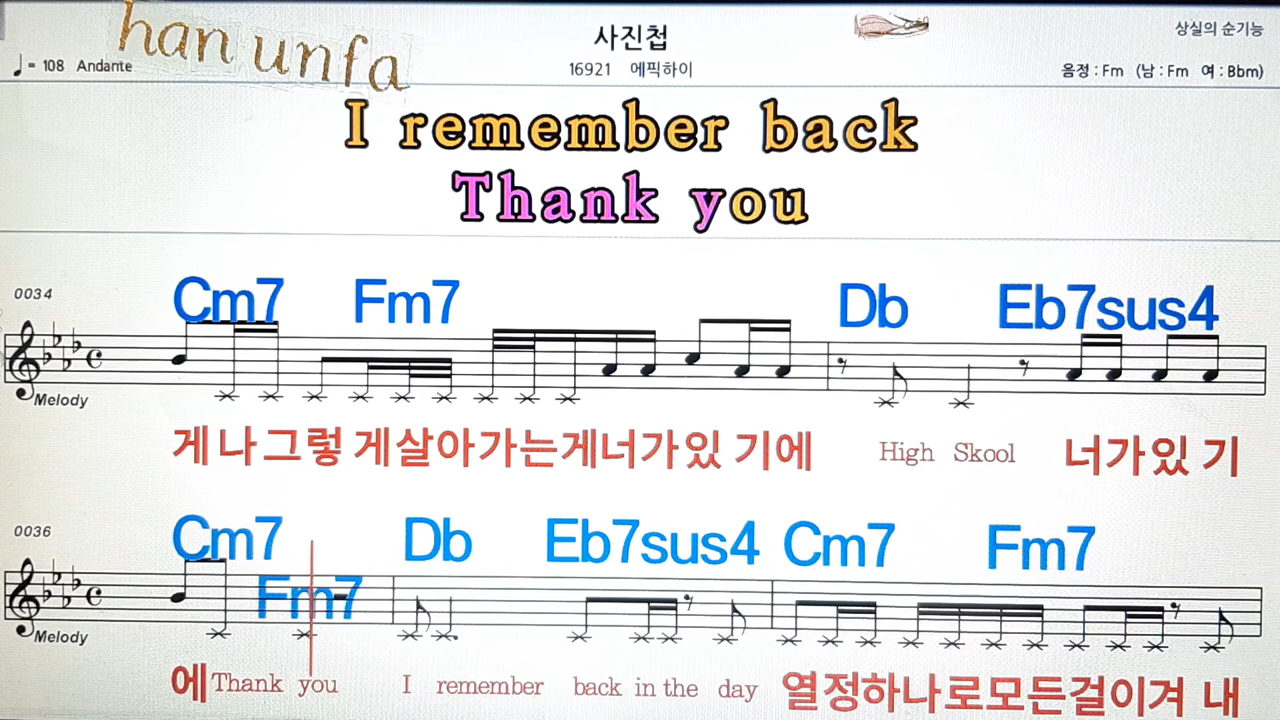 han unfa
사진첩
상실의 순기능
♩= 108 Andante
16921 에픽하이
음정 : Fm (남 : Fm 여 : Bbm)
I remember back
Thank you
0034
Cm7 Fm7 Db Eb7sus4
Melody
게 나 그렇 게 살아가는게너가있 기에 High Skool 너가있 기
0036
Cm7 Fm7 Db Eb7sus4 Cm7 Fm7
Melody
에 Thank you I remember back in the day 열정하나로모든걸이겨 내